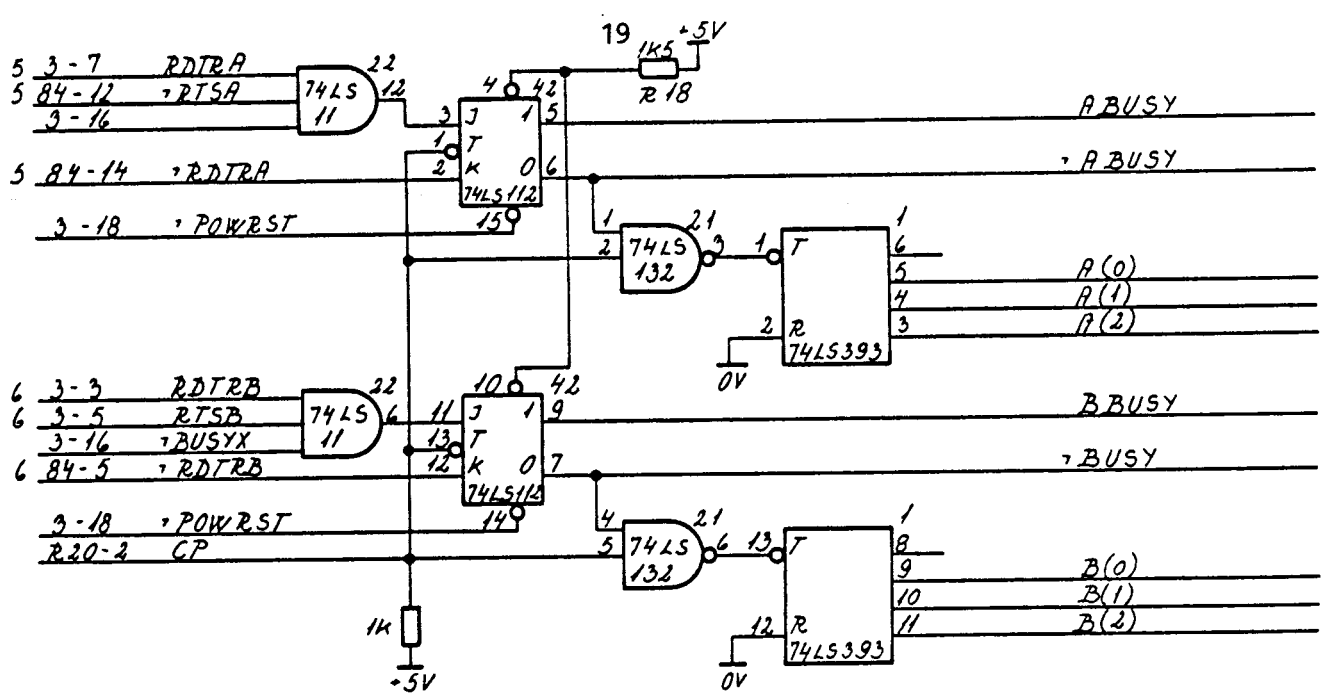 19 +5V
1K5
R18
5 3-7 RDTRA
5 84-12 ¬RTSA
3-16
74LS
11
22
12
4 42
3 J 1 5
1 T
2 K 0 6
74LS112
15
ABUSY
¬ABUSY
5 84-14 ¬RDTRA
3-18 ¬POWRST
1
2
74LS
132
21
3
1 T
2 R
74LS393
0V
1
6
5 A(0)
4 A(1)
3 A(2)
6 3-3 RDTRB
6 3-5 RTSB
3-16 ¬BUSYX
6 84-5 ¬RDTRB
74LS
11
22
6
10 42
11 J 1 9
13 T
12 K 0 7
74LS112
14
BBUSY
¬BUSY
3-18 ¬POWRST
R20-2 CP
4
5
74LS
132
21
6
13 T
12 R
74LS393
0V
1
8
9 B(0)
10 B(1)
11 B(2)
1K
+5V